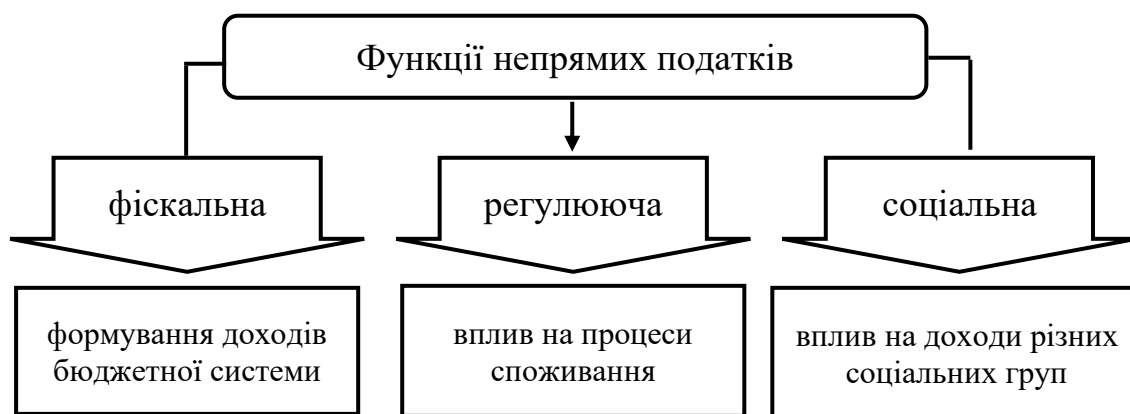 Функції непрямих податків
фіскальна
регулююча
соціальна
формування доходів
бюджетної системи
вплив на процеси
споживання
вплив на доходи різних
соціальних груп